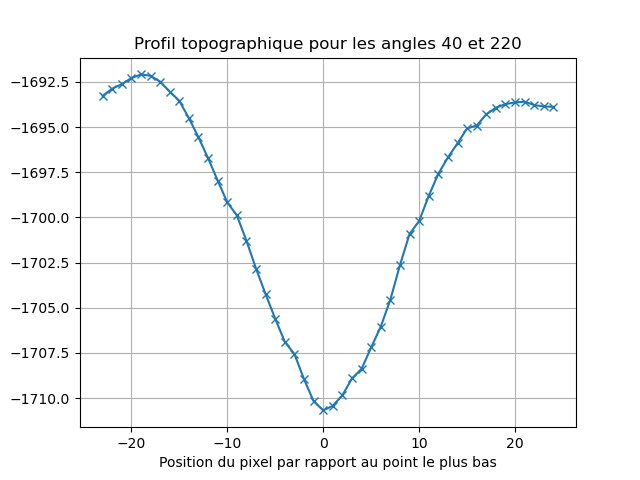 Profil topographique pour les angles 40 et 220
−1692.5
−1695.0
−1697.5
−1700.0
−1702.5
−1705.0
−1707.5
−1710.0
−20 −10 0 10 20
Position du pixel par rapport au point le plus bas